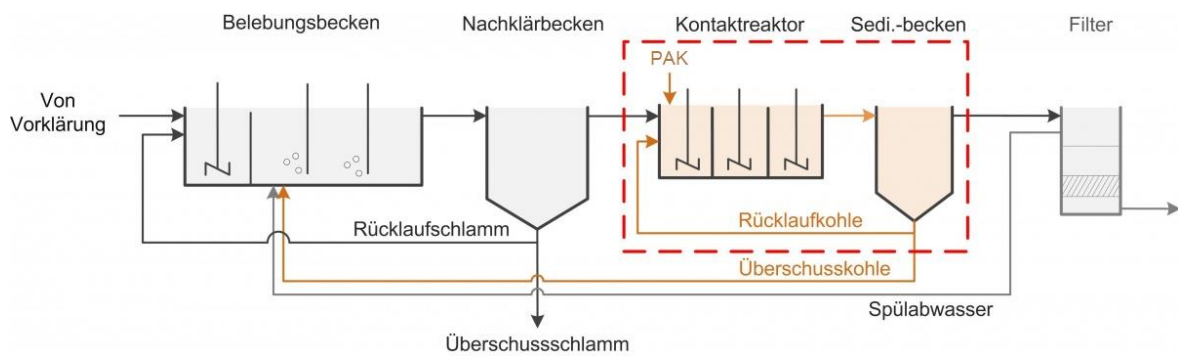 Belebungsbecken
Nachklärbecken
Kontaktreaktor
Sedi.-becken
Filter
PAK
Von
Vorklärung
Rücklaufschlamm
Rücklaufkohle
Überschusskohle
Spülabwasser
Überschussschlamm